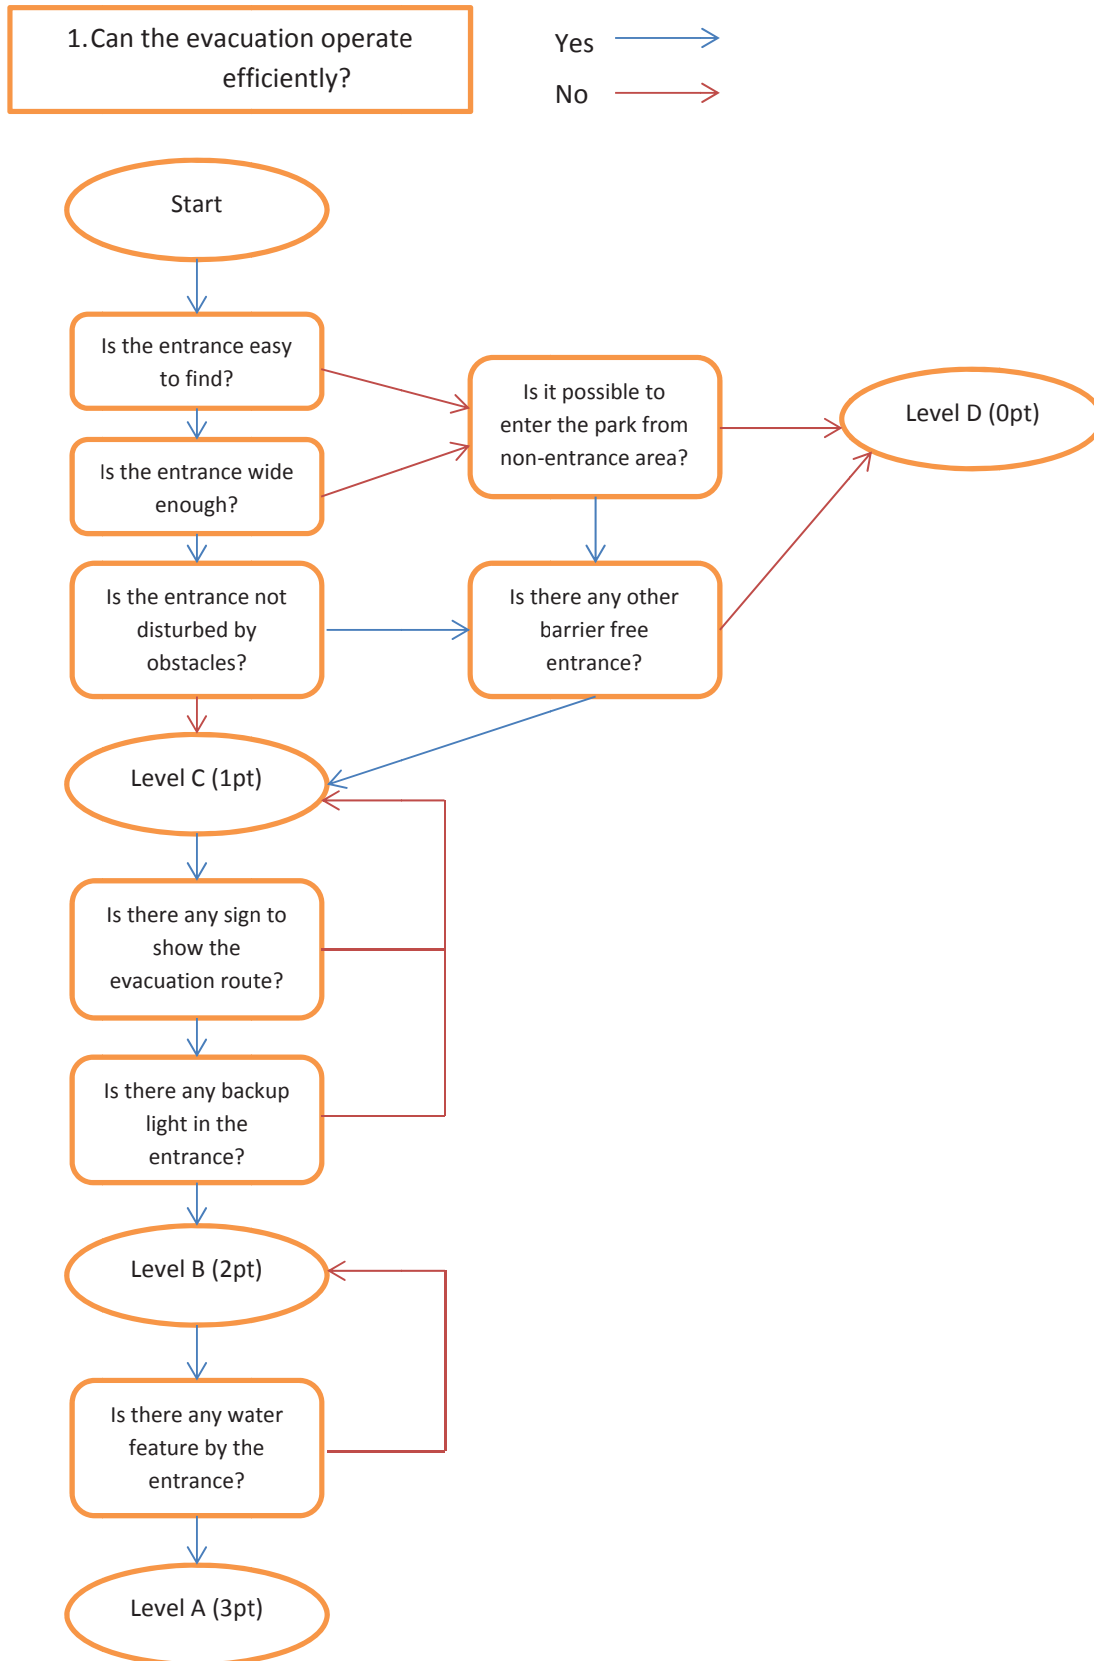 1.Can the evacuation operate
efficiently?
Yes
No
Start
Is the entrance easy
to find?
Is it possible to
enter the park from
non-entrance area?
Level D (0pt)
Is the entrance wide
enough?
Is the entrance not
disturbed by
obstacles?
Is there any other
barrier free
entrance?
Level C (1pt)
Is there any sign to
show the
evacuation route?
Is there any backup
light in the
entrance?
Level B (2pt)
Is there any water
feature by the
entrance?
Level A (3pt)